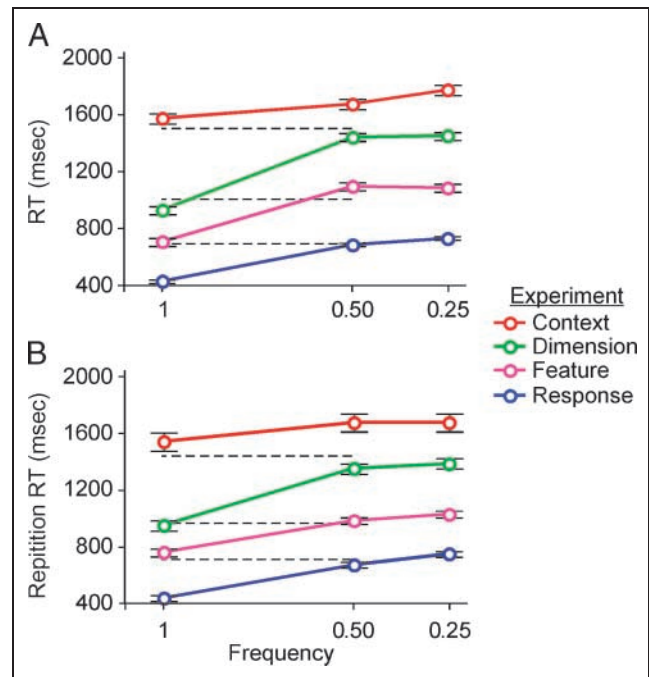 A
2000
1600
1200
800
400
RT (msec)
1 0.50 0.25
Experiment
Context
Dimension
Feature
Response
B
2000
1600
1200
800
400
Repitition RT (msec)
1 0.50 0.25
Frequency